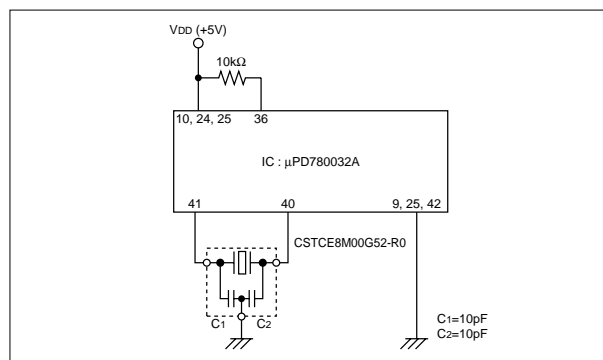 VDD (+5V)
10kΩ
10, 24, 25
36
IC : μPD780032A
41
40
9, 25, 42
CSTCE8M00G52-R0
C1
C2
C1=10pF
C2=10pF